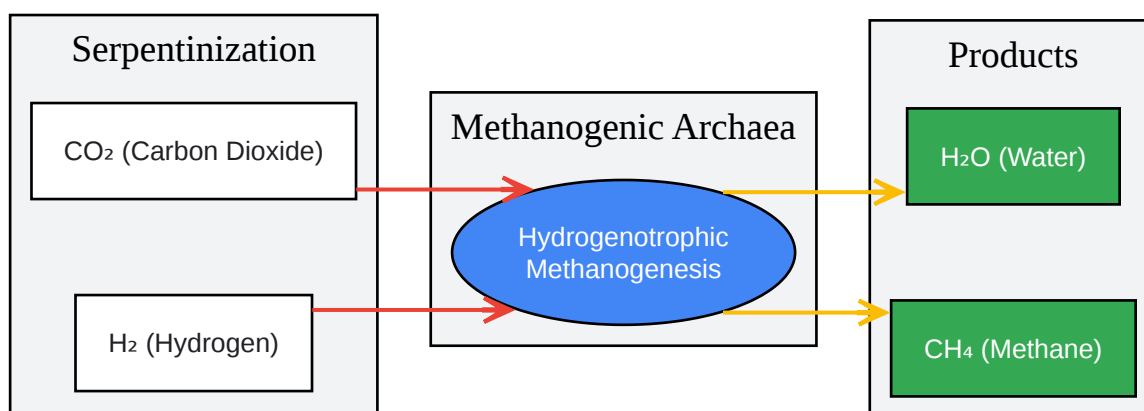 Serpentinization
CO₂ (Carbon Dioxide)
H₂ (Hydrogen)
Methanogenic Archaea
Hydrogenotrophic
Methanogenesis
Products
H₂O (Water)
CH₄ (Methane)